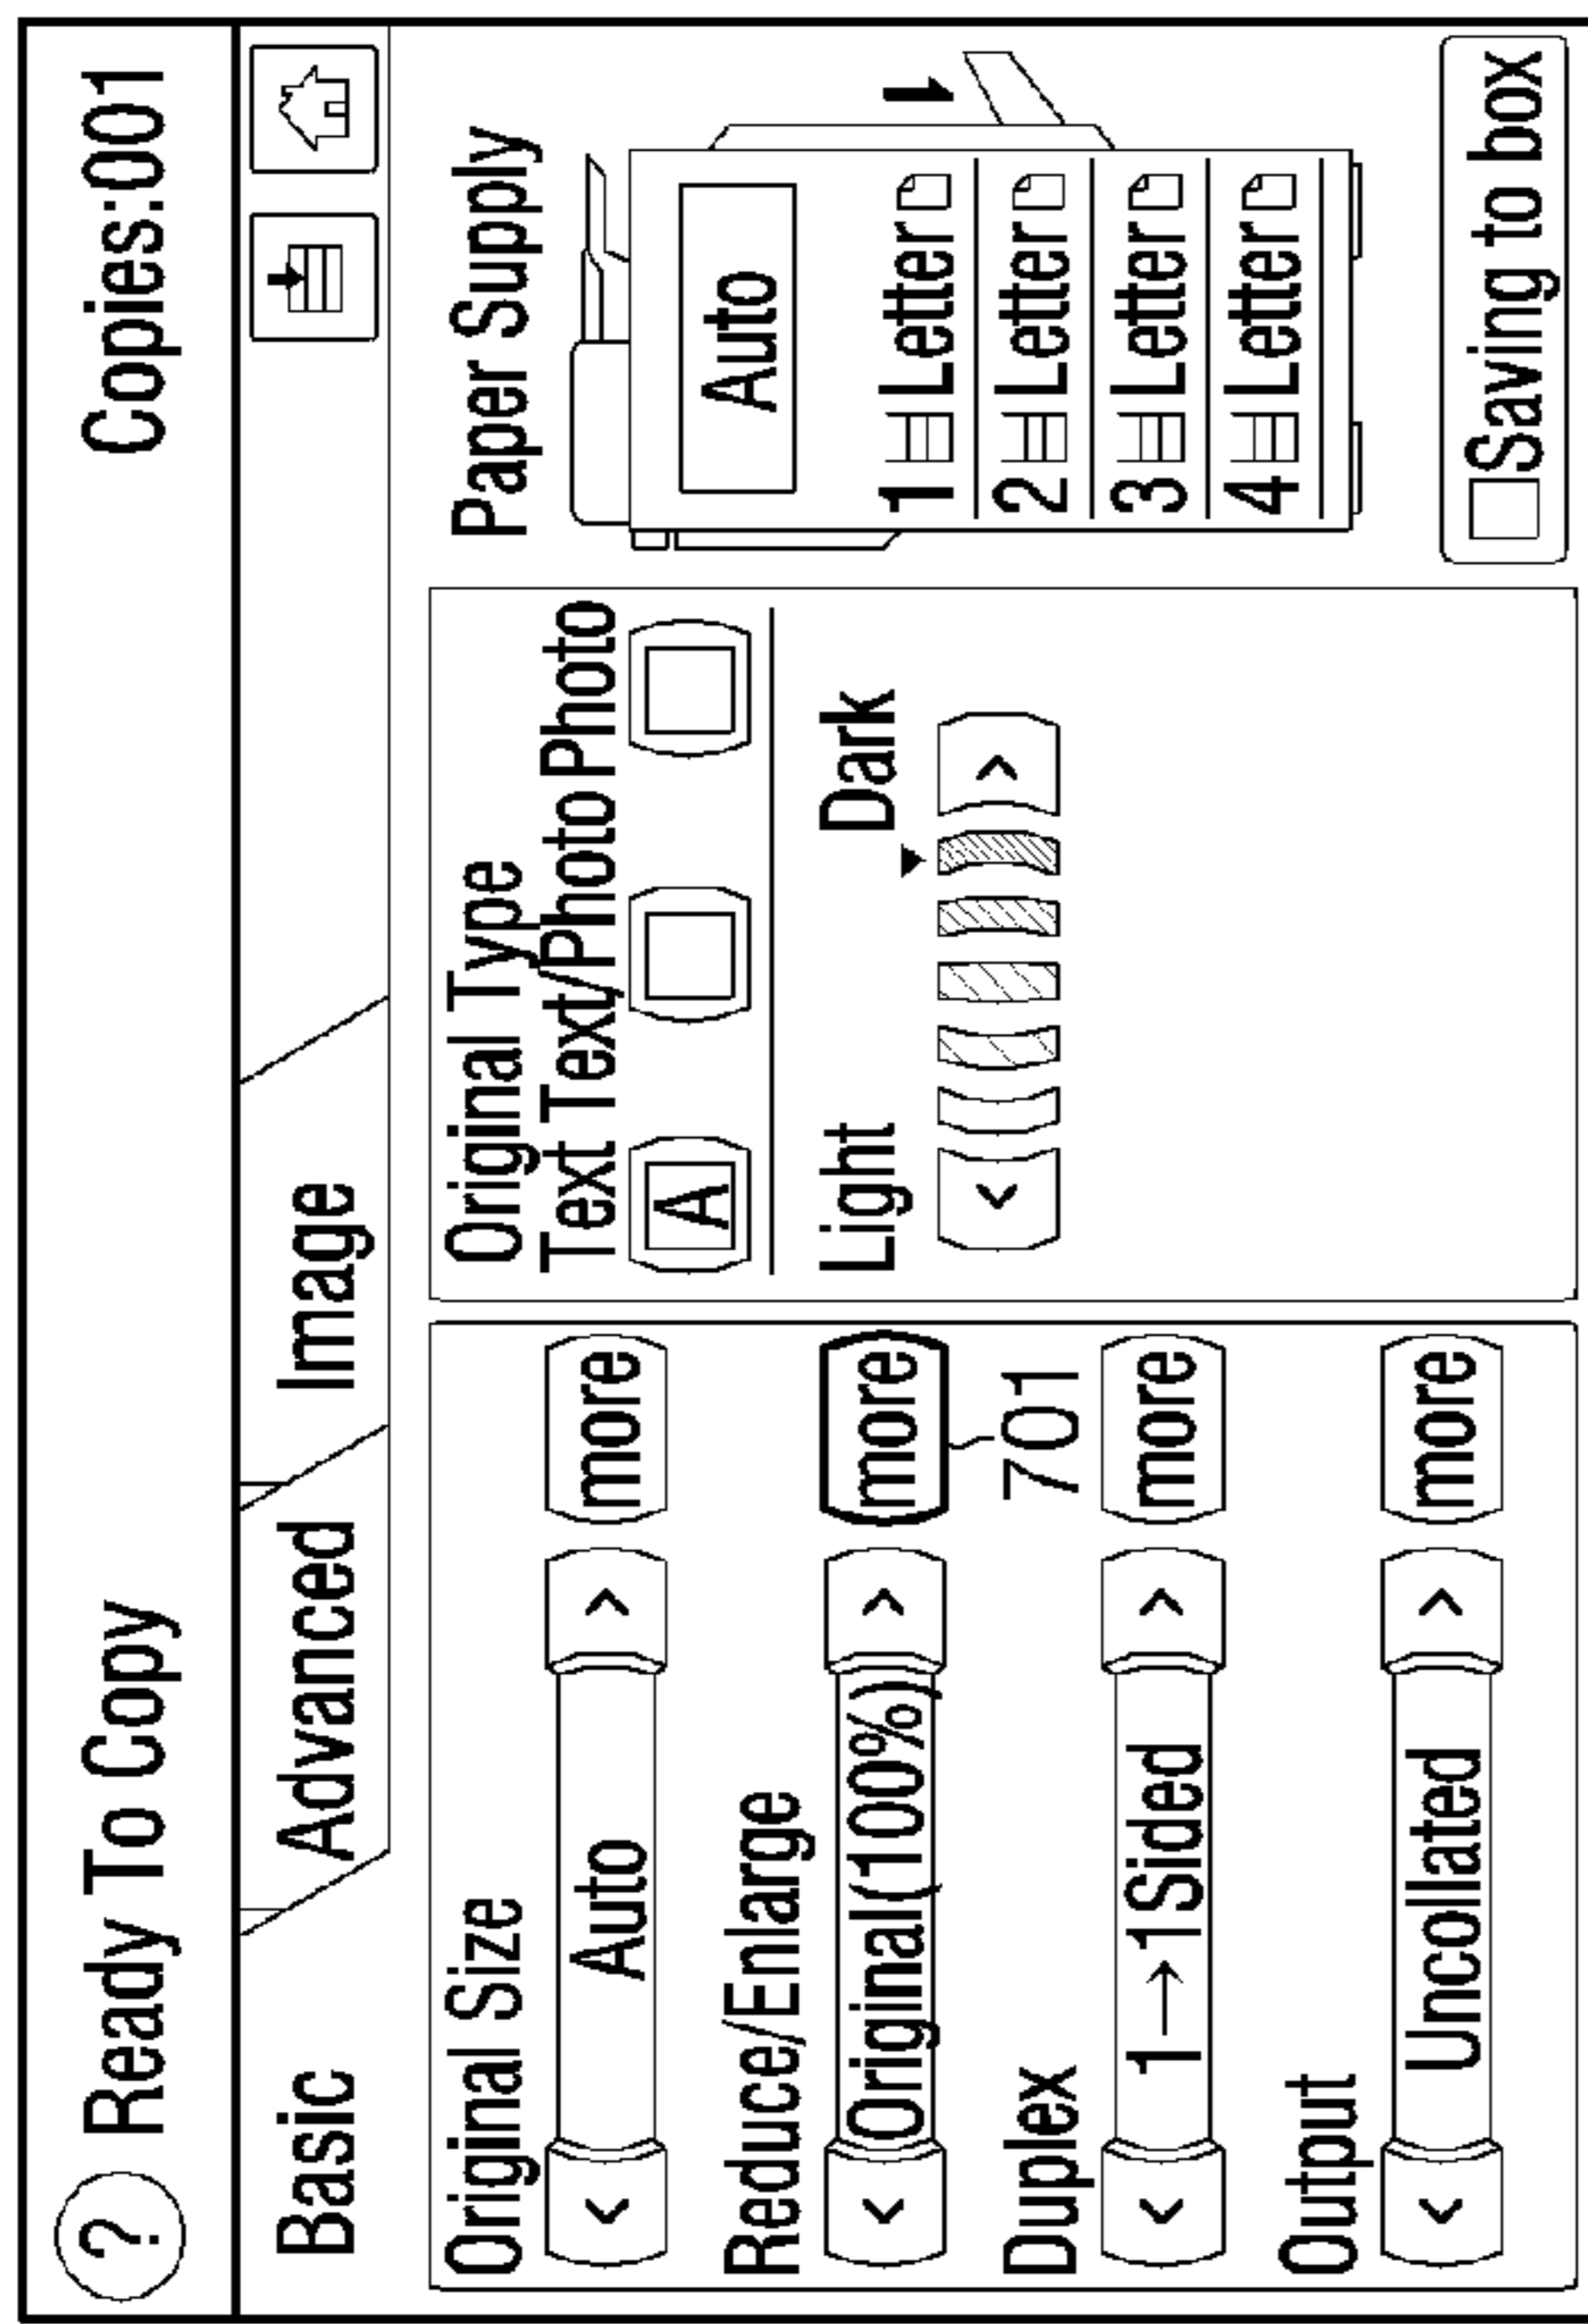 ? Ready To Copy Copies:001
Basic Advanced Image
Original Size
< Auto > more
Reduce/Enlarge
< Original(100%) > more
701
Duplex
< 1→1Sided > more
Output
< Uncollated > more
Original Type
Text Text/Photo Photo
A
Light Dark
< >
Paper Supply
Auto
1 Letter
2 Letter
3 Letter
4 Letter
Saving to box